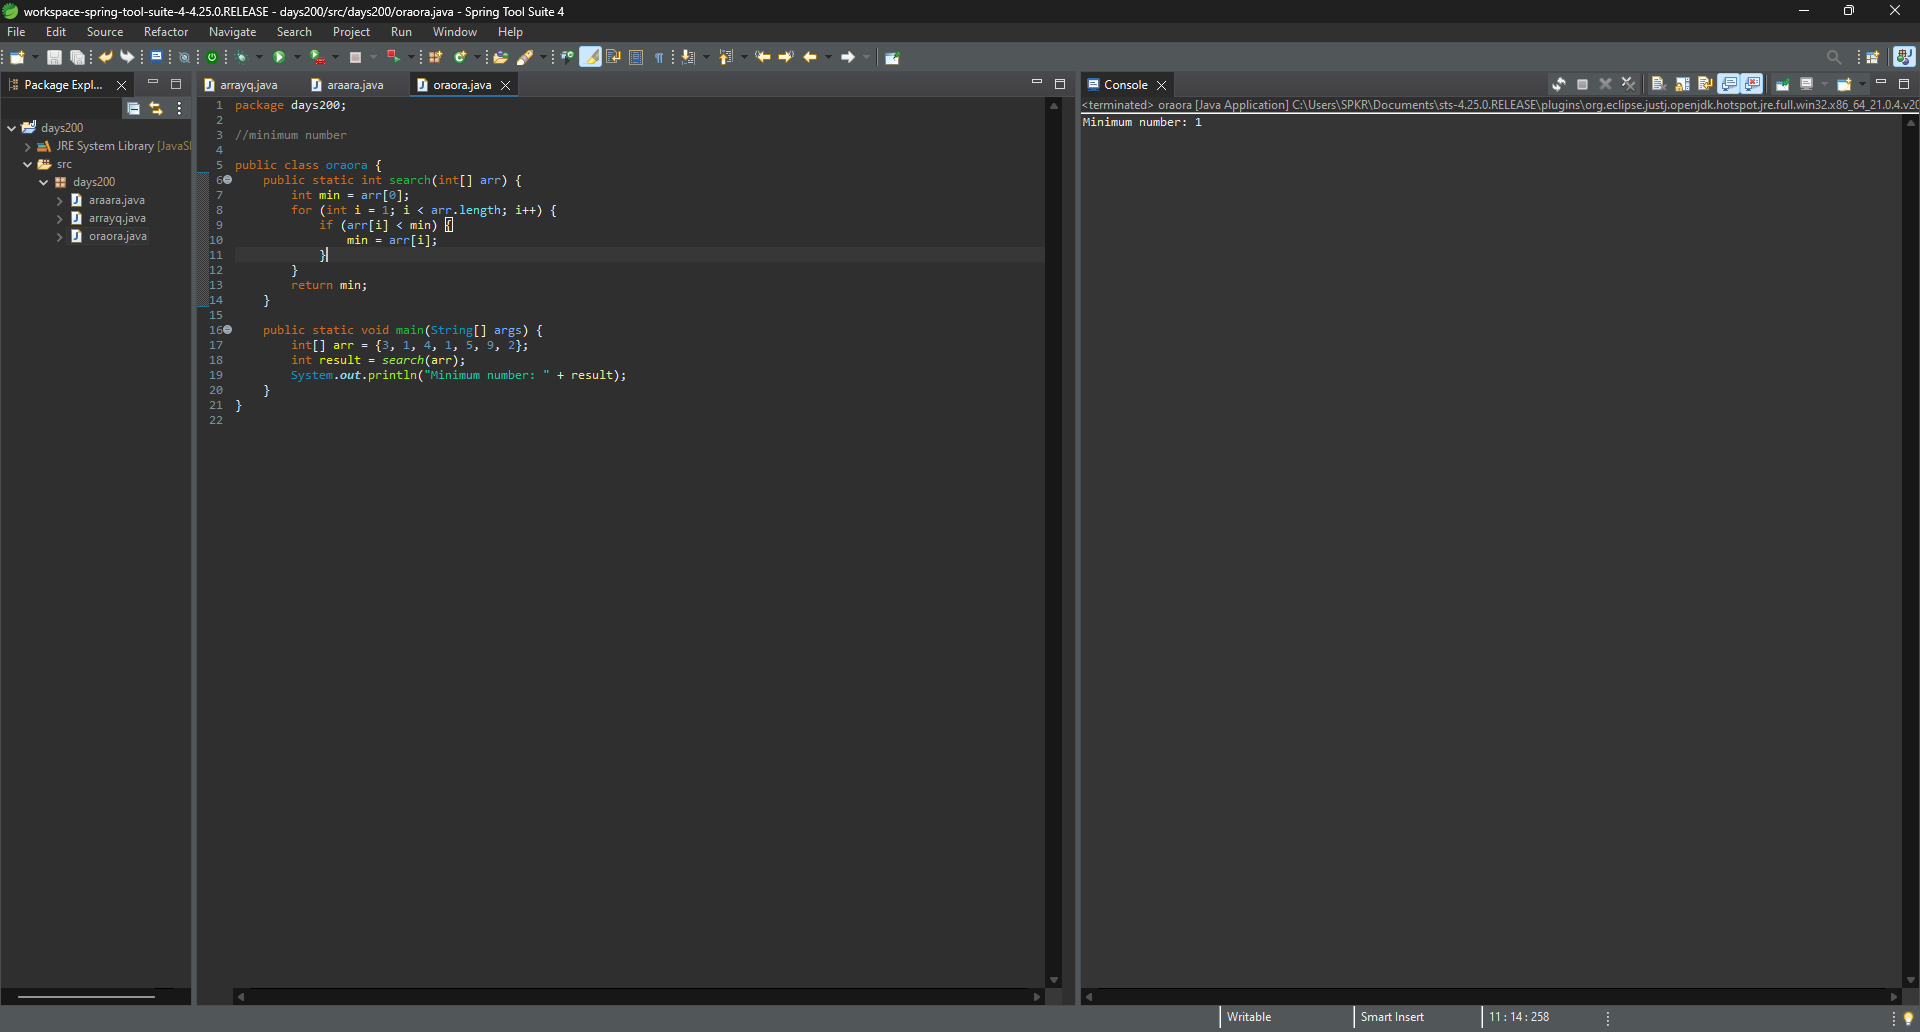 workspace-spring-tool-suite-4-4.25.0.RELEASE - days200/src/days200/oraora.java - Spring Tool Suite 4
File Edit Source Refactor Navigate Search Project Run Window Help
Package Expl...
days200
JRE System Library [JavaS
src
days200
araara.java
arrayq.java
oraora.java
arrayq.java araara.java oraora.java
1 package days200;
2
3 //minimum number
4
5 public class oraora {
6 public static int search(int[] arr) {
7 int min = arr[0];
8 for (int i = 1; i < arr.length; i++) {
9 if (arr[i] < min) {
10 min = arr[i];
11 }
12 }
13 return min;
14 }
15
16 public static void main(String[] args) {
17 int[] arr = {3, 1, 4, 1, 5, 9, 2};
18 int result = search(arr);
19 System.out.println("Minimum number: " + result);
20 }
21 }
22
Console
<terminated> oraora [Java Application] C:\Users\SPKR\Documents\sts-4.25.0.RELEASE\plugins\org.eclipse.justj.openjdk.hotspot.jre.full.win32.x86_64_21.0.4.v20
Minimum number: 1
Writable Smart Insert 11 : 14 : 258